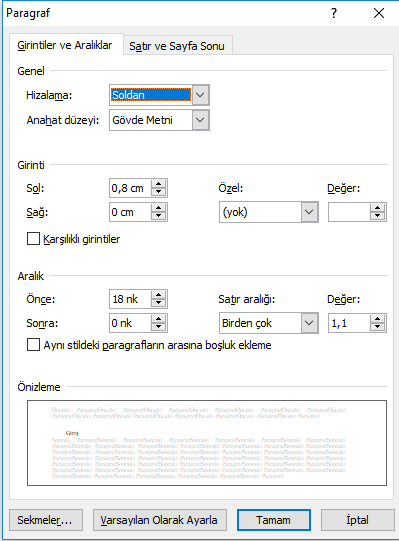 Paragraf
Girintiler ve Aralıklar Satır ve Sayfa Sonu
Genel
Hizalama: Soldan
Anahat düzeyi: Gövde Metni
Girinti
Sol: 0,8 cm Özel: Değer:
Sağ: 0 cm (yok)
Karşılıklı girintiler
Aralık
Önce: 18 nk Satır aralığı: Değer:
Sonra: 0 nk Birden çok 1,1
Aynı stildeki paragrafların arasına boşluk ekleme
Önizleme
Giriş
Sekmeler... Varsayılan Olarak Ayarla Tamam İptal